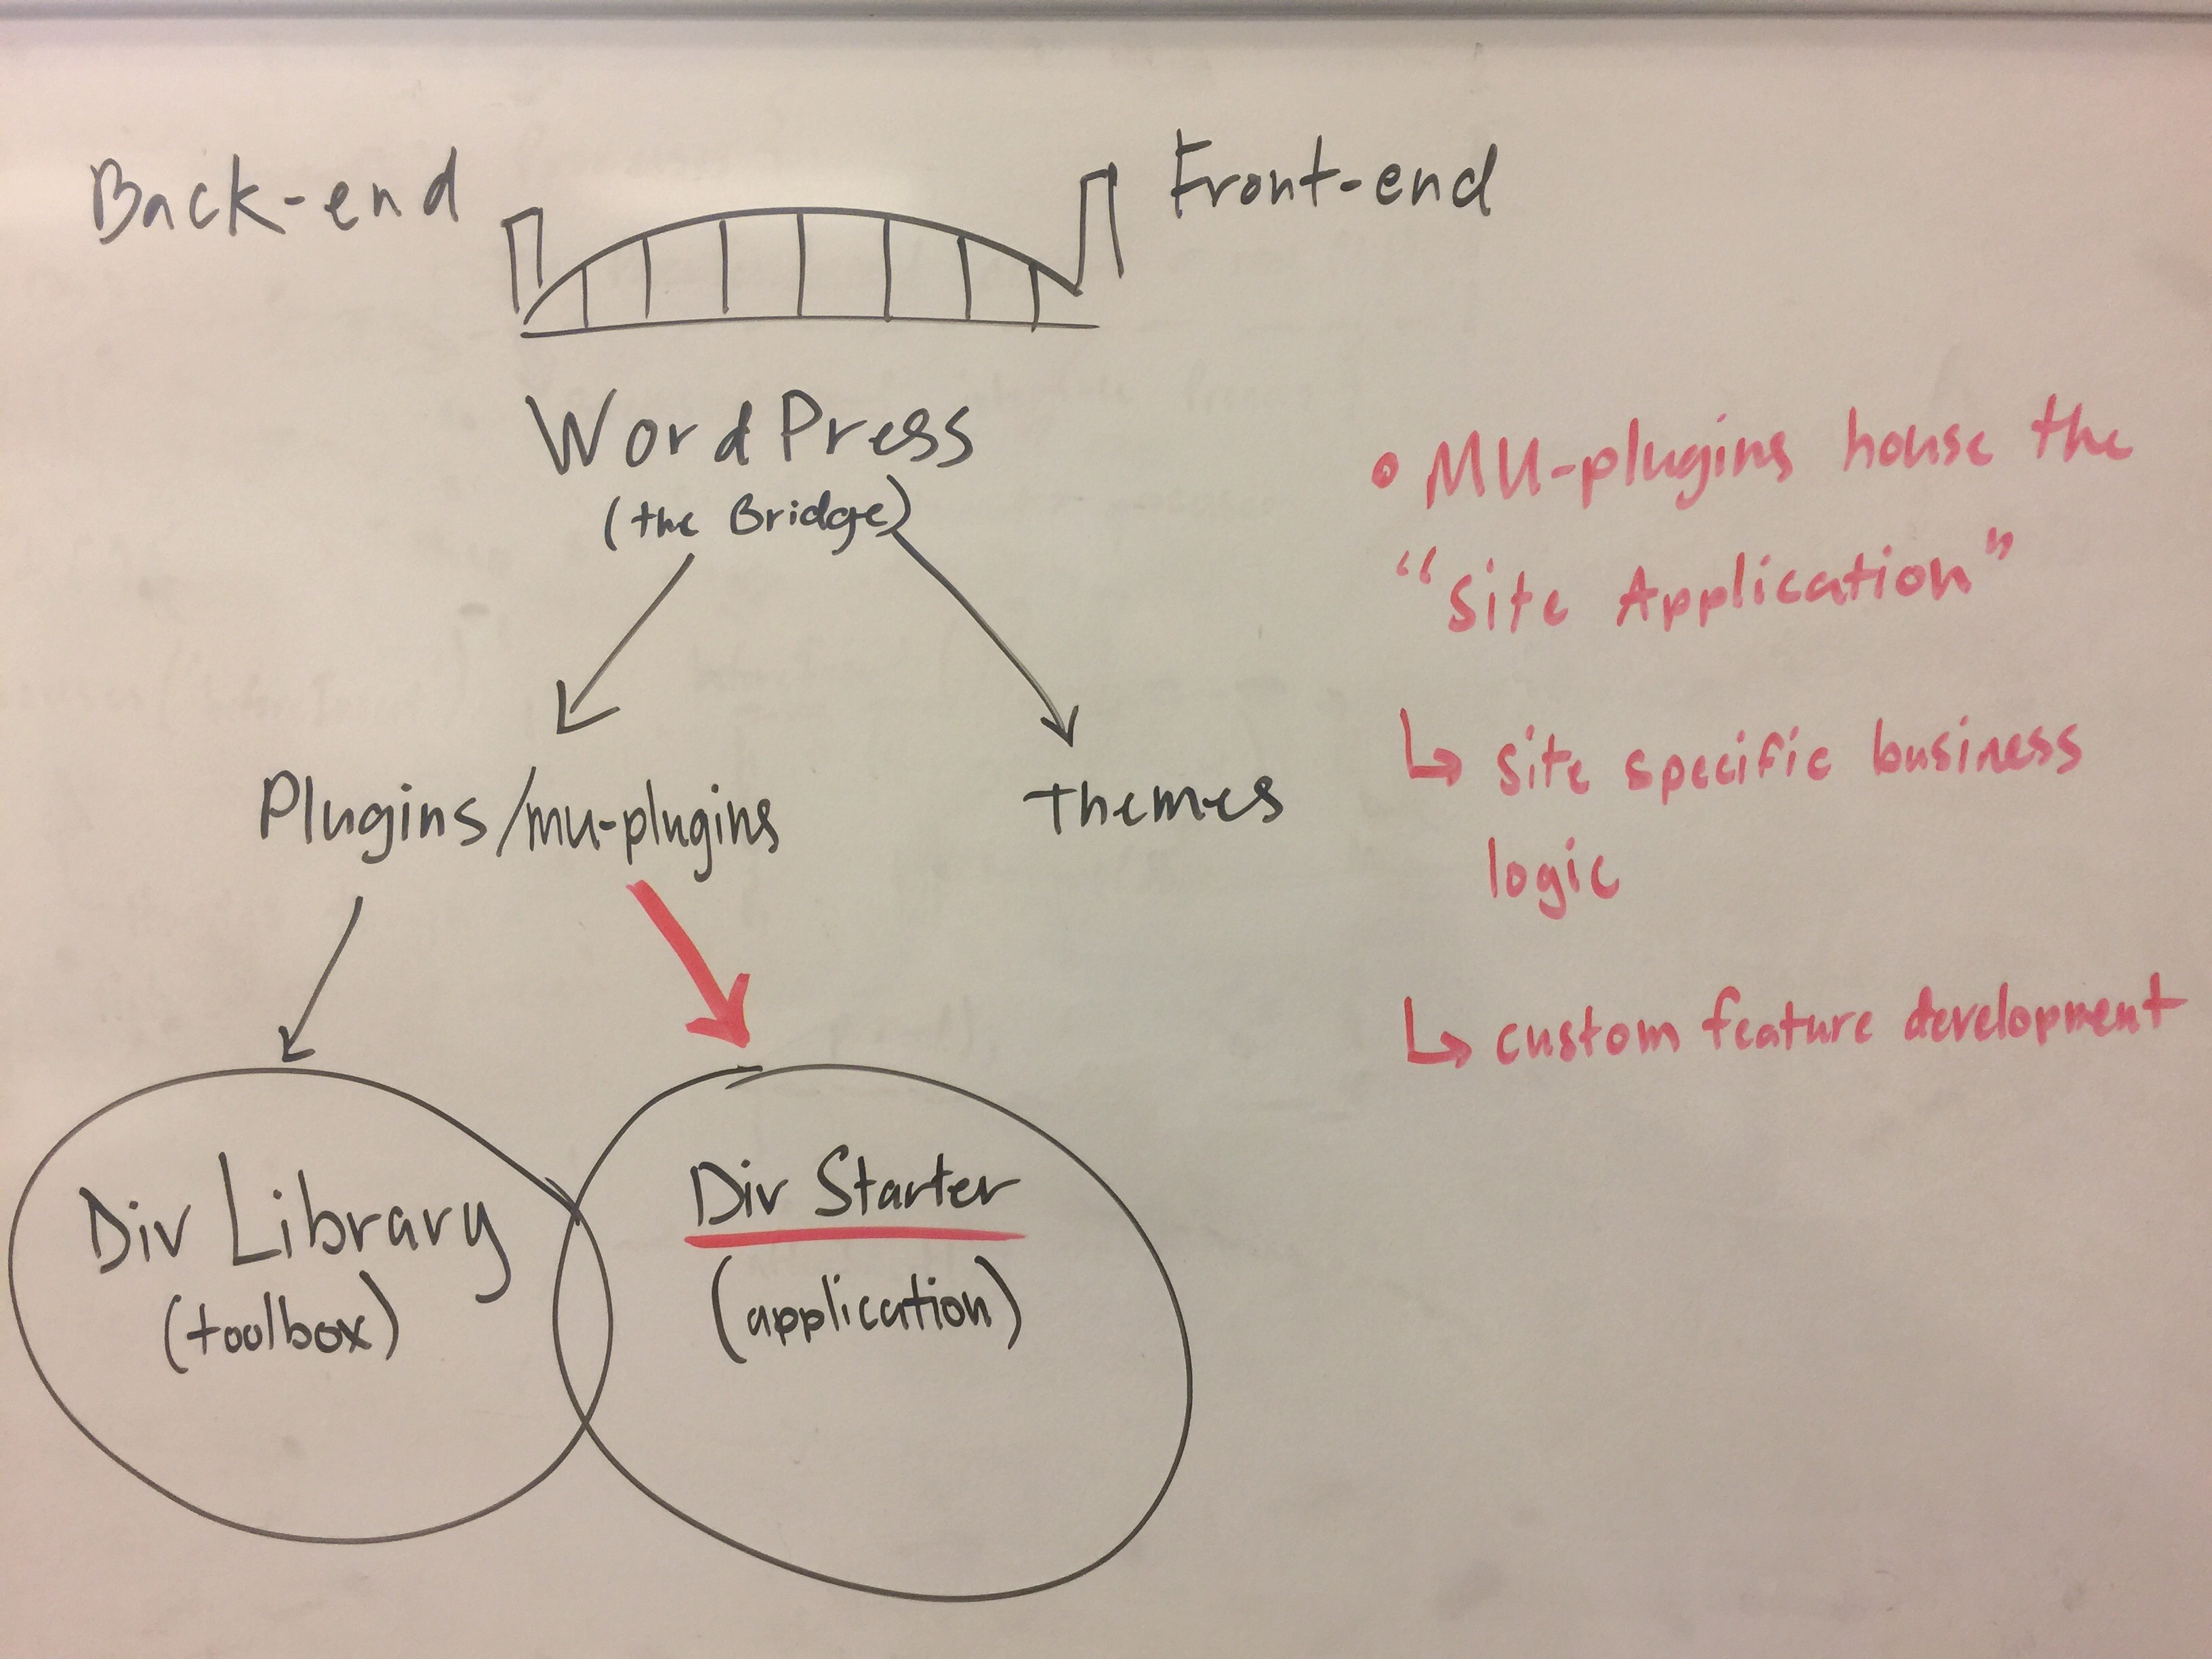 Back-end
Front-end
WordPress
(the Bridge)
Plugins/mu-plugins
Themes
Div Library
(toolbox)
Div Starter
(application)
• MU-plugins house the
“Site Application”
↳ site specific business
logic
↳ custom feature development